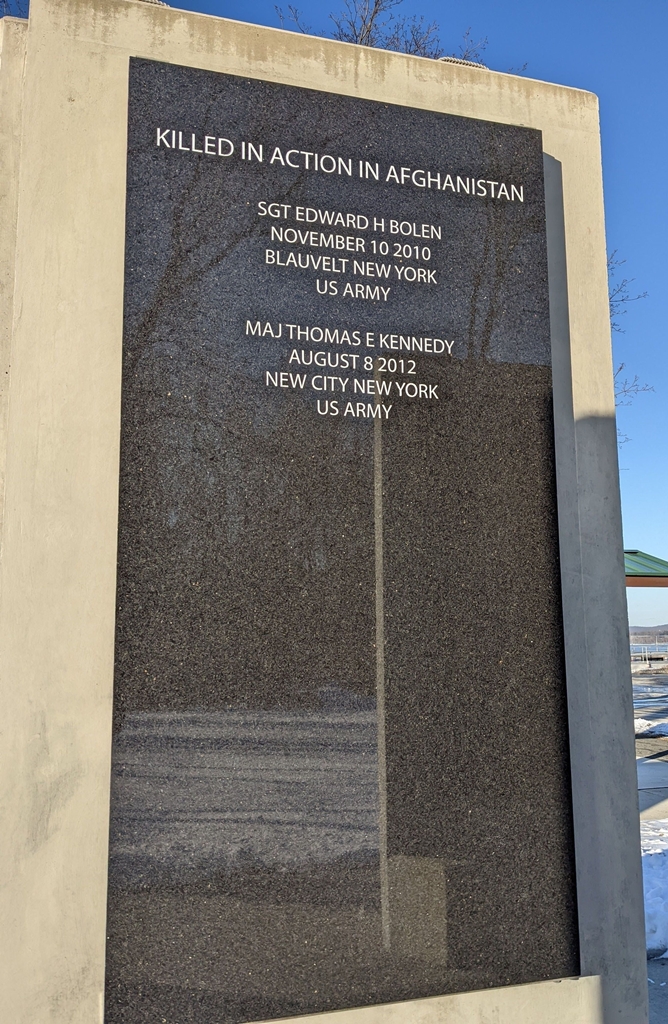 KILLED IN ACTION IN AFGHANISTAN
SGT EDWARD H BOLEN
NOVEMBER 10 2010
BLAUVELT NEW YORK
US ARMY
MAJ THOMAS E KENNEDY
AUGUST 8 2012
NEW CITY NEW YORK
US ARMY